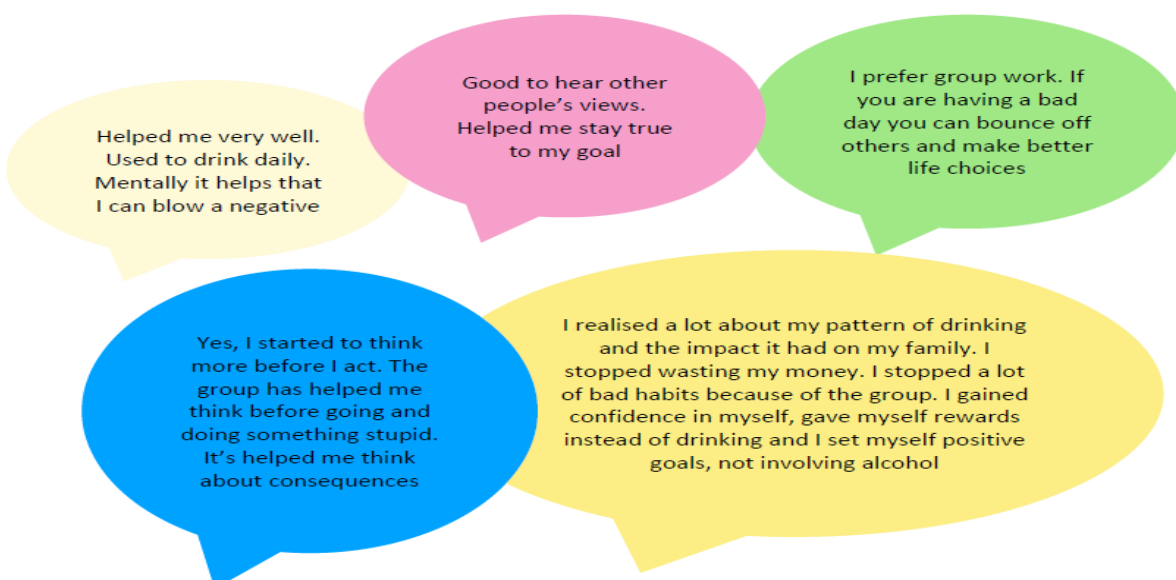 Helped me very well.
Used to drink daily.
Mentally it helps that
I can blow a negative
Good to hear other
people’s views.
Helped me stay true
to my goal
I prefer group work. If
you are having a bad
day you can bounce off
others and make better
life choices
Yes, I started to think
more before I act. The
group has helped me
think before going and
doing something stupid.
It’s helped me think
about consequences
I realised a lot about my pattern of drinking
and the impact it had on my family. I
stopped wasting my money. I stopped a lot
of bad habits because of the group. I gained
confidence in myself, gave myself rewards
instead of drinking and I set myself positive
goals, not involving alcohol